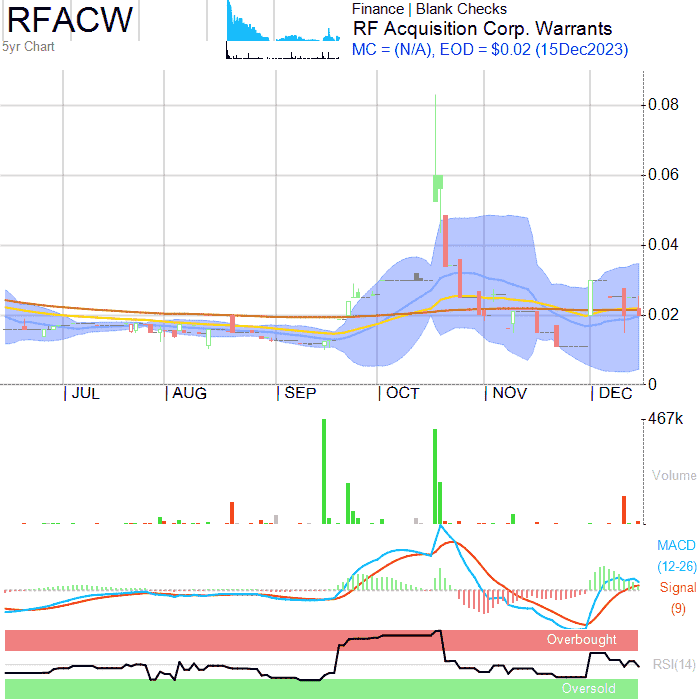 RFACW
5yr Chart
Finance | Blank Checks
RF Acquisition Corp. Warrants
MC = (N/A), EOD = $0.02 (15Dec2023)
0.08
0.06
0.04
0.02
0
JUL AUG SEP OCT NOV DEC
467k
Volume
MACD
(12-26)
Signal
(9)
Overbought
RSI(14)
Oversold